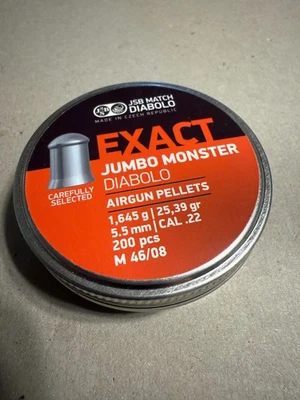 JSB MATCH
DIABOLO
MADE IN CZECH REPUBLIC
EXACT
JUMBO MONSTER
DIABOLO
CAREFULLY
SELECTED
AIRGUN PELLETS
1,645 g | 25,39 gr
5.5 mm | CAL .22
200 pcs
M 46/08